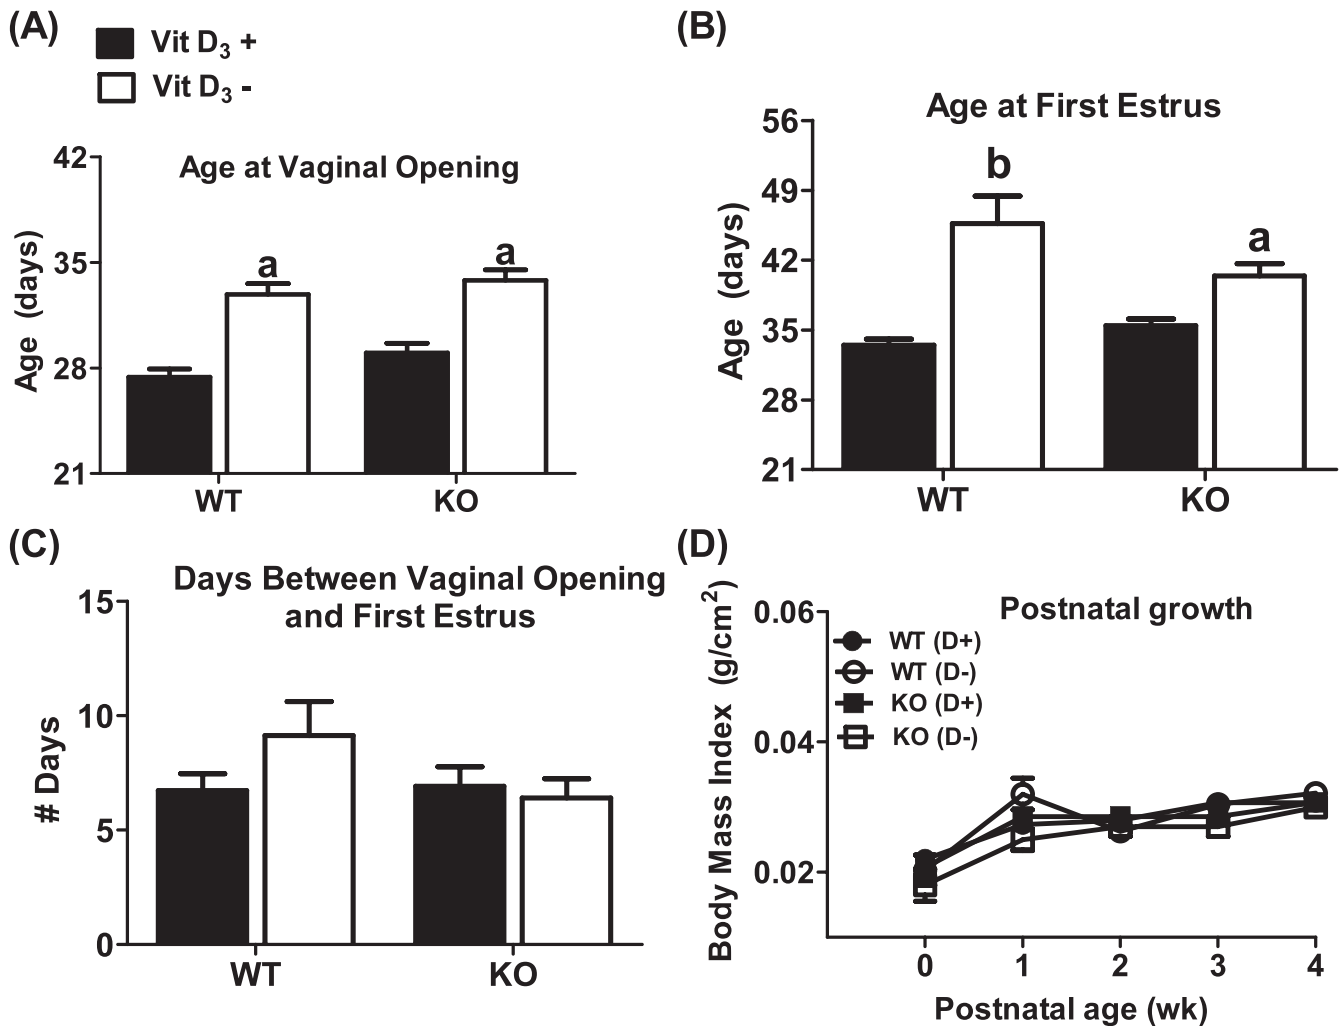 (A)
Vit D3 +
Vit D3 -
Age at Vaginal Opening
42
35
28
21
Age (days)
a
a
WT
KO
(B)
Age at First Estrus
56
49
42
35
28
21
Age (days)
b
a
WT
KO
(C)
Days Between Vaginal Opening
and First Estrus
15
10
5
0
# Days
WT
KO
(D)
Postnatal growth
0.06
0.04
0.02
Body Mass Index (g/cm2)
WT (D+)
WT (D-)
KO (D+)
KO (D-)
0 1 2 3 4
Postnatal age (wk)